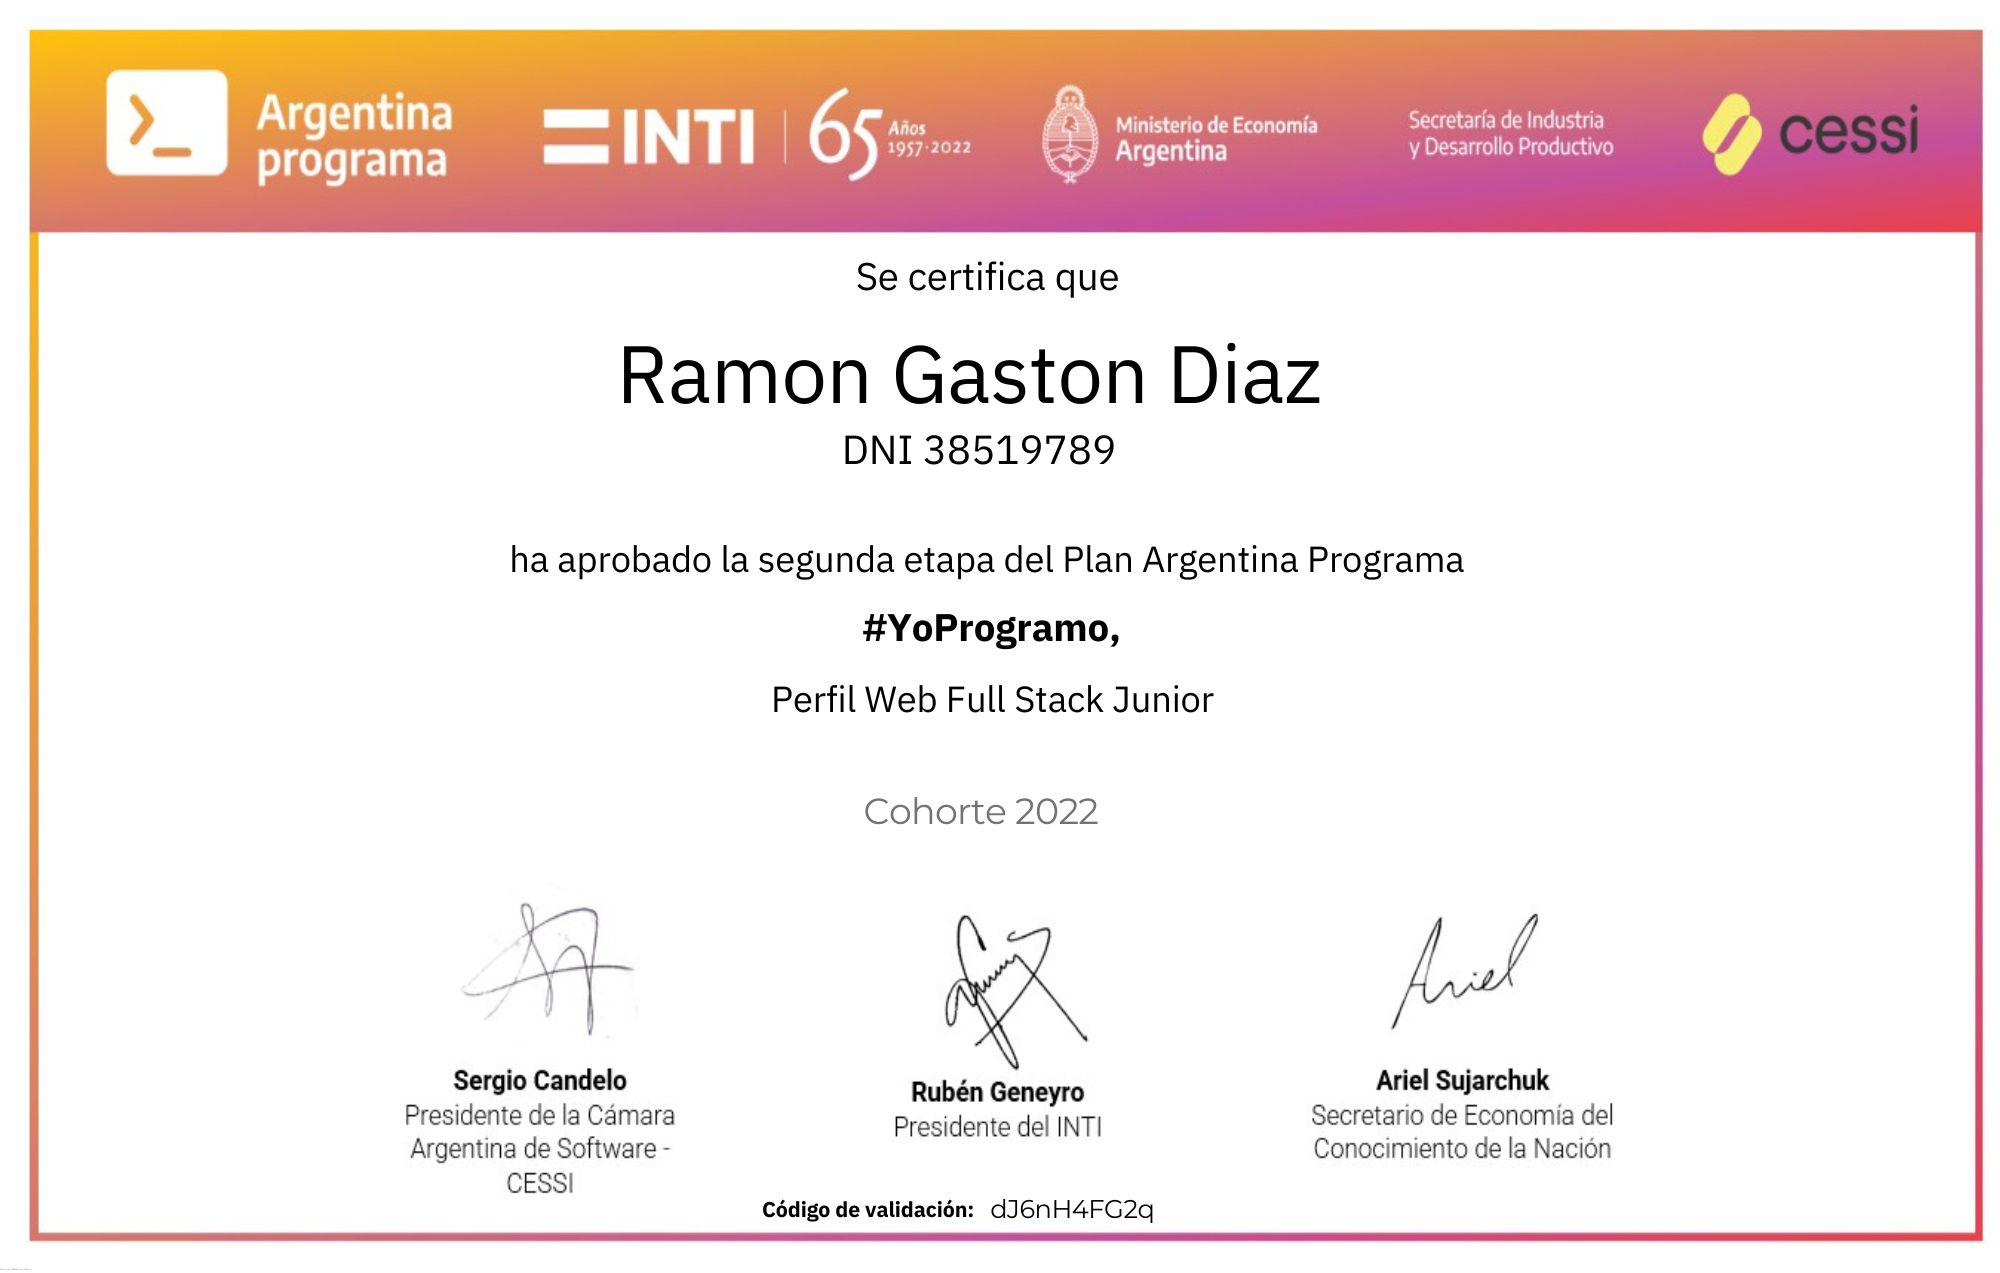 Argentina
programa
INTI
65 Años
1957-2022
Ministerio de Economía
Argentina
Secretaría de Industria
y Desarrollo Productivo
cessi
Se certifica que
Ramon Gaston Diaz
DNI 38519789
ha aprobado la segunda etapa del Plan Argentina Programa
#YoProgramo,
Perfil Web Full Stack Junior
Cohorte 2022
Ariel
Sergio Candelo
Presidente de la Cámara
Argentina de Software -
CESSI
Rubén Geneyro
Presidente del INTI
Ariel Sujarchuk
Secretario de Economía del
Conocimiento de la Nación
Código de validación: dJ6nH4FG2q